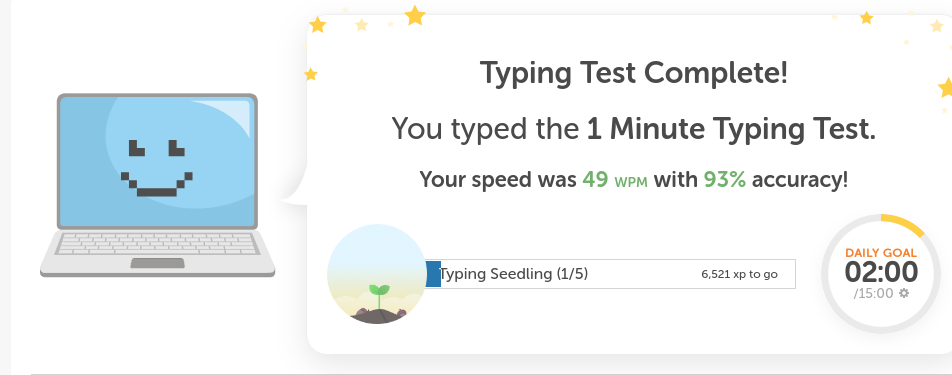 Typing Test Complete!
You typed the 1 Minute Typing Test.
Your speed was 49 WPM with 93% accuracy!
Typing Seedling (1/5) 6,521 xp to go
DAILY GOAL
02:00
/15:00